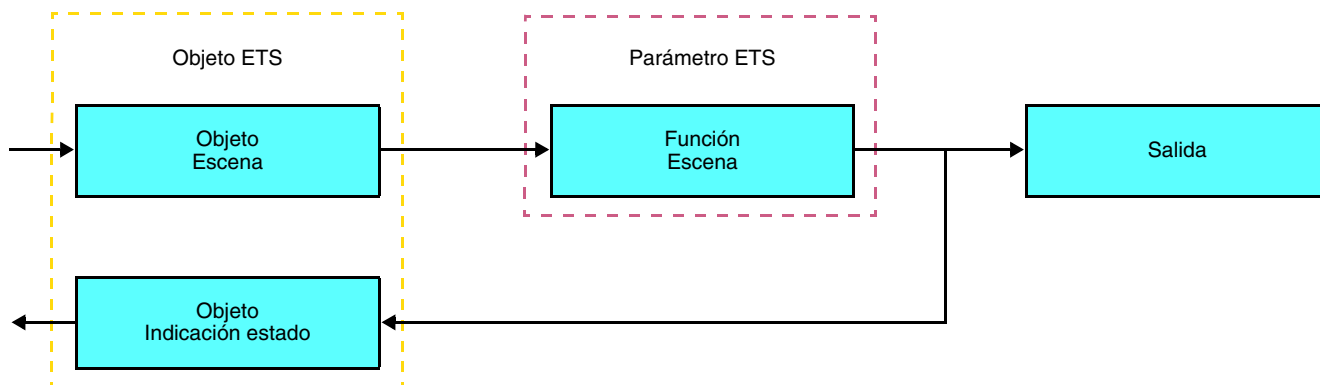 Objeto ETS
Parámetro ETS
Objeto
Escena
Función
Escena
Salida
Objeto
Indicación estado